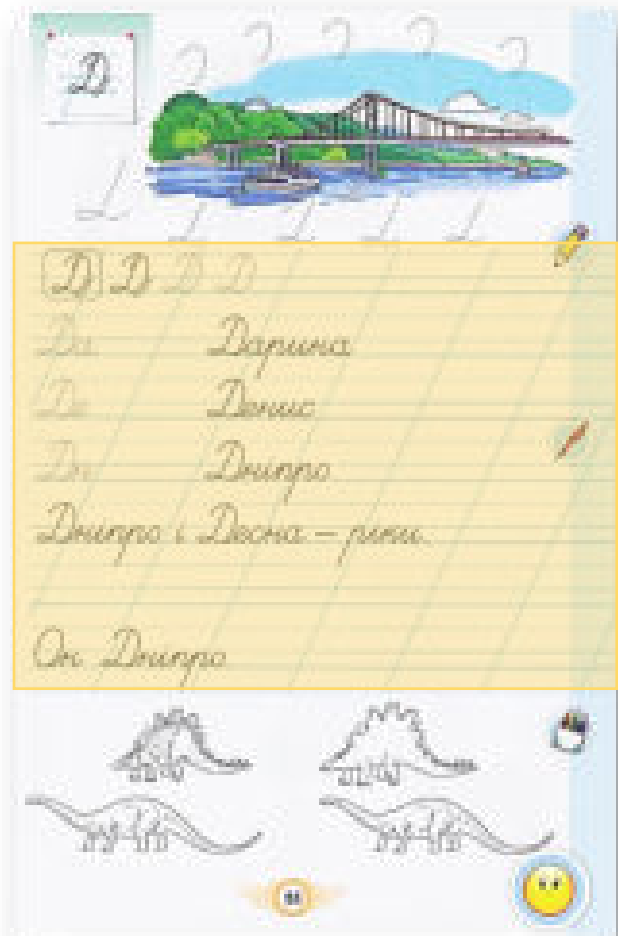 Д
Д Д Д Д
Да Дарина
Де Денис
Дн Дніпро
Дніпро і Десна – ріки.
Он Дніпро